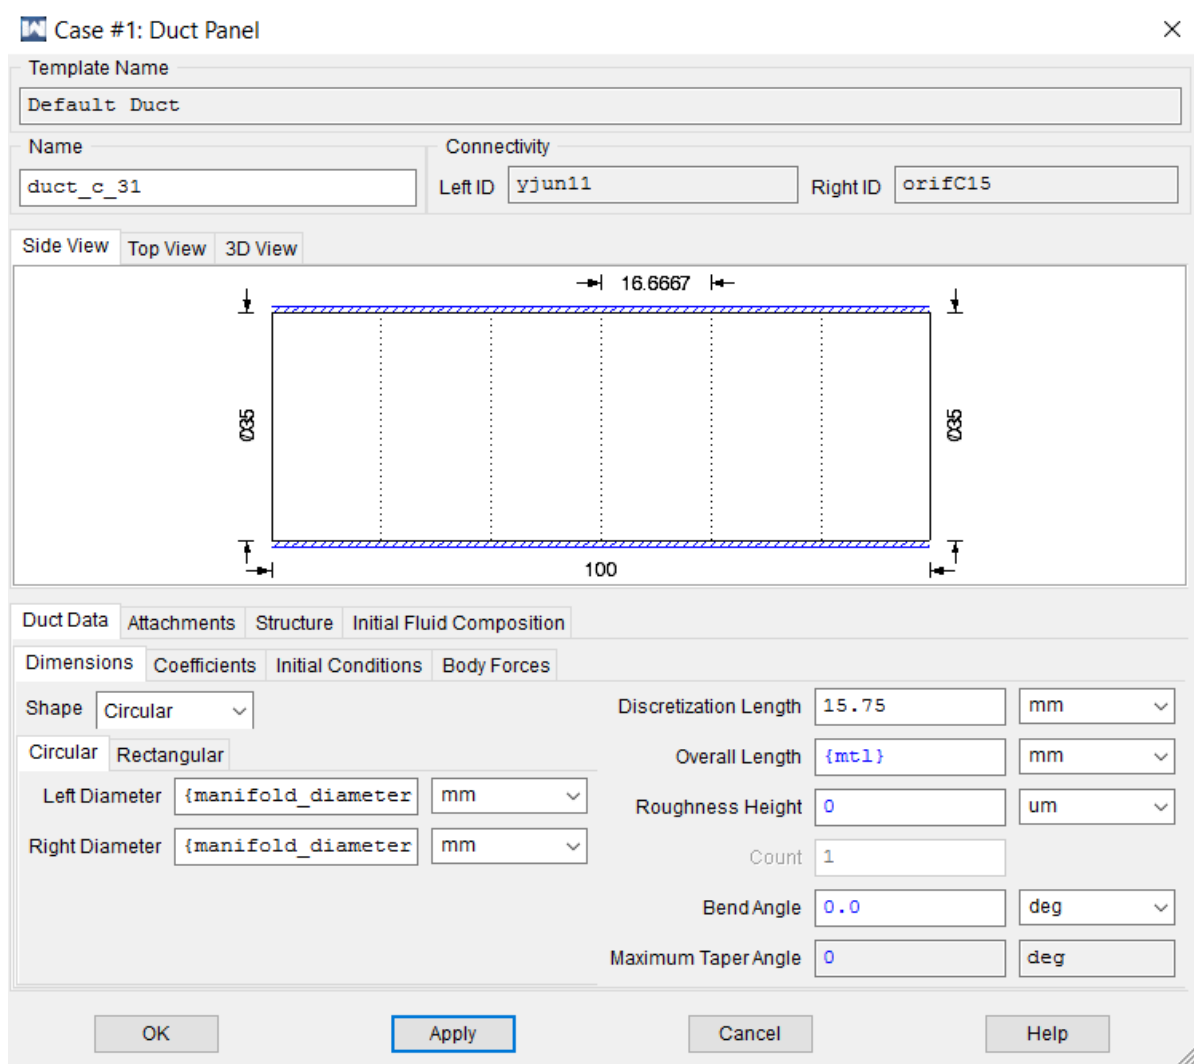 Case #1: Duct Panel
Template Name
Default Duct
Name
Connectivity
duct_c_31
Left ID yjun11 Right ID orifC15
Side View Top View 3D View
16.6667
Ø35
Ø35
100
Duct Data Attachments Structure Initial Fluid Composition
Dimensions Coefficients Initial Conditions Body Forces
Shape Circular
Discretization Length 15.75 mm
Circular Rectangular
Overall Length {mtl} mm
Left Diameter {manifold_diameter mm
Roughness Height 0 um
Right Diameter {manifold_diameter mm
Count 1
Bend Angle 0.0 deg
Maximum Taper Angle 0 deg
OK Apply Cancel Help